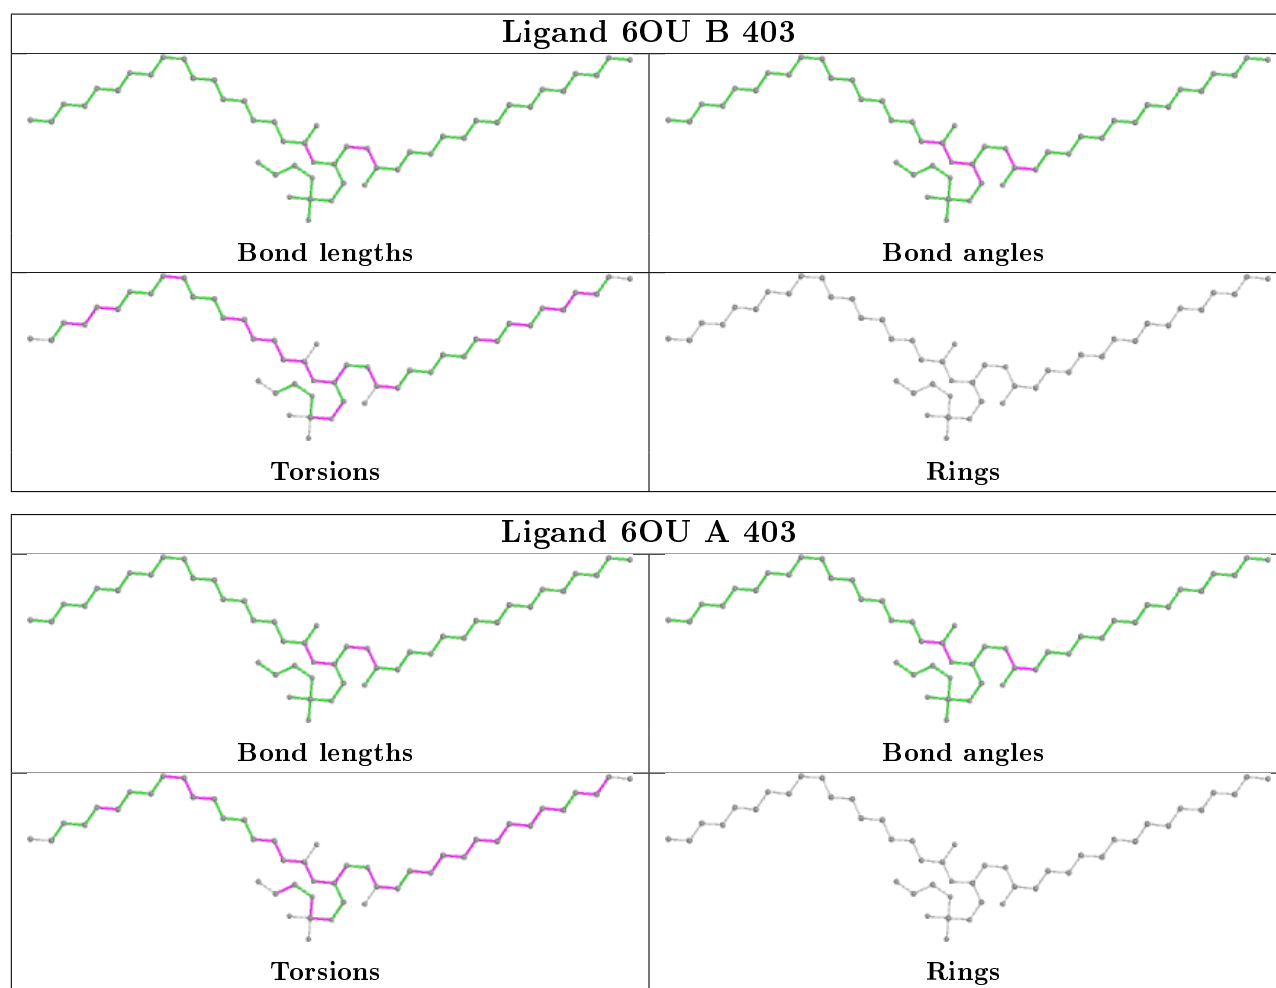 Ligand 6OU B 403
Bond lengths
Bond angles
Torsions
Rings
Ligand 6OU A 403
Bond lengths
Bond angles
Torsions
Rings